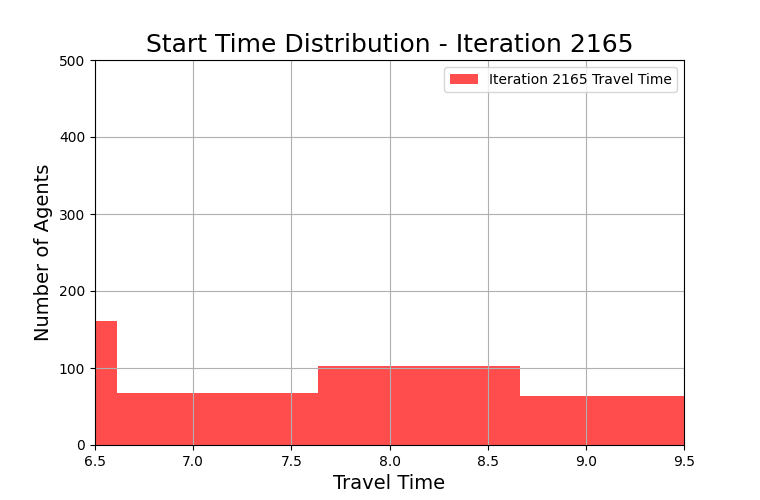 Start Time Distribution - Iteration 2165
Iteration 2165 Travel Time
Number of Agents
500
400
300
200
100
0
6.5 7.0 7.5 8.0 8.5 9.0 9.5
Travel Time